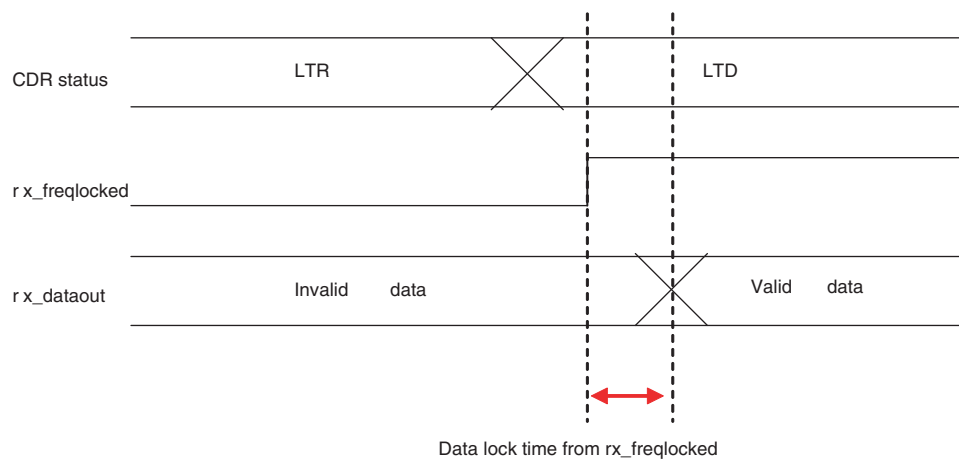 CDR status
LTR
LTD
r x_freqlocked
r x_dataout
Invalid data
Valid data
Data lock time from rx_freqlocked